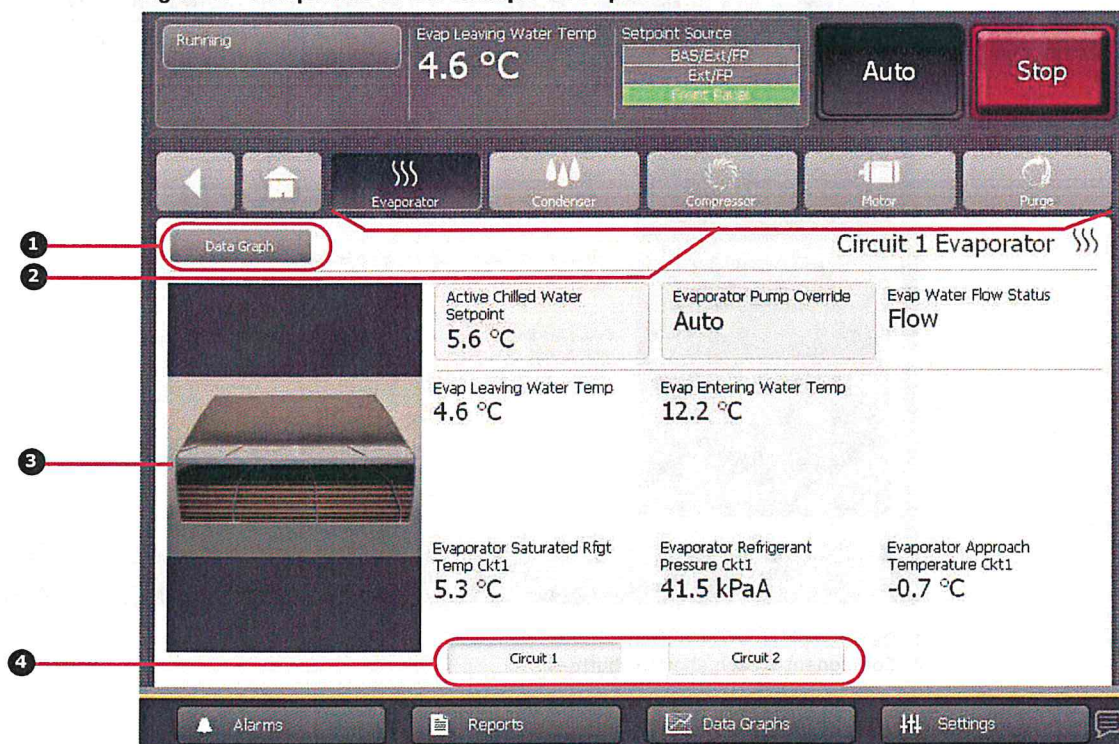 Running
Evap Leaving Water Temp
4.6 °C
Setpoint Source
BAS/Ext/FP
Ext/FP
Front Panel
Auto
Stop
Evaporator
Condenser
Compressor
Motor
Purge
1
Data Graph
Circuit 1 Evaporator
2
Active Chilled Water
Setpoint
5.6 °C
Evaporator Pump Override
Auto
Evap Water Flow Status
Flow
Evap Leaving Water Temp
4.6 °C
Evap Entering Water Temp
12.2 °C
3
Evaporator Saturated Rfgt
Temp Ckt1
5.3 °C
Evaporator Refrigerant
Pressure Ckt1
41.5 kPaA
Evaporator Approach
Temperature Ckt1
-0.7 °C
4
Circuit 1
Circuit 2
Alarms
Reports
Data Graphs
Settings